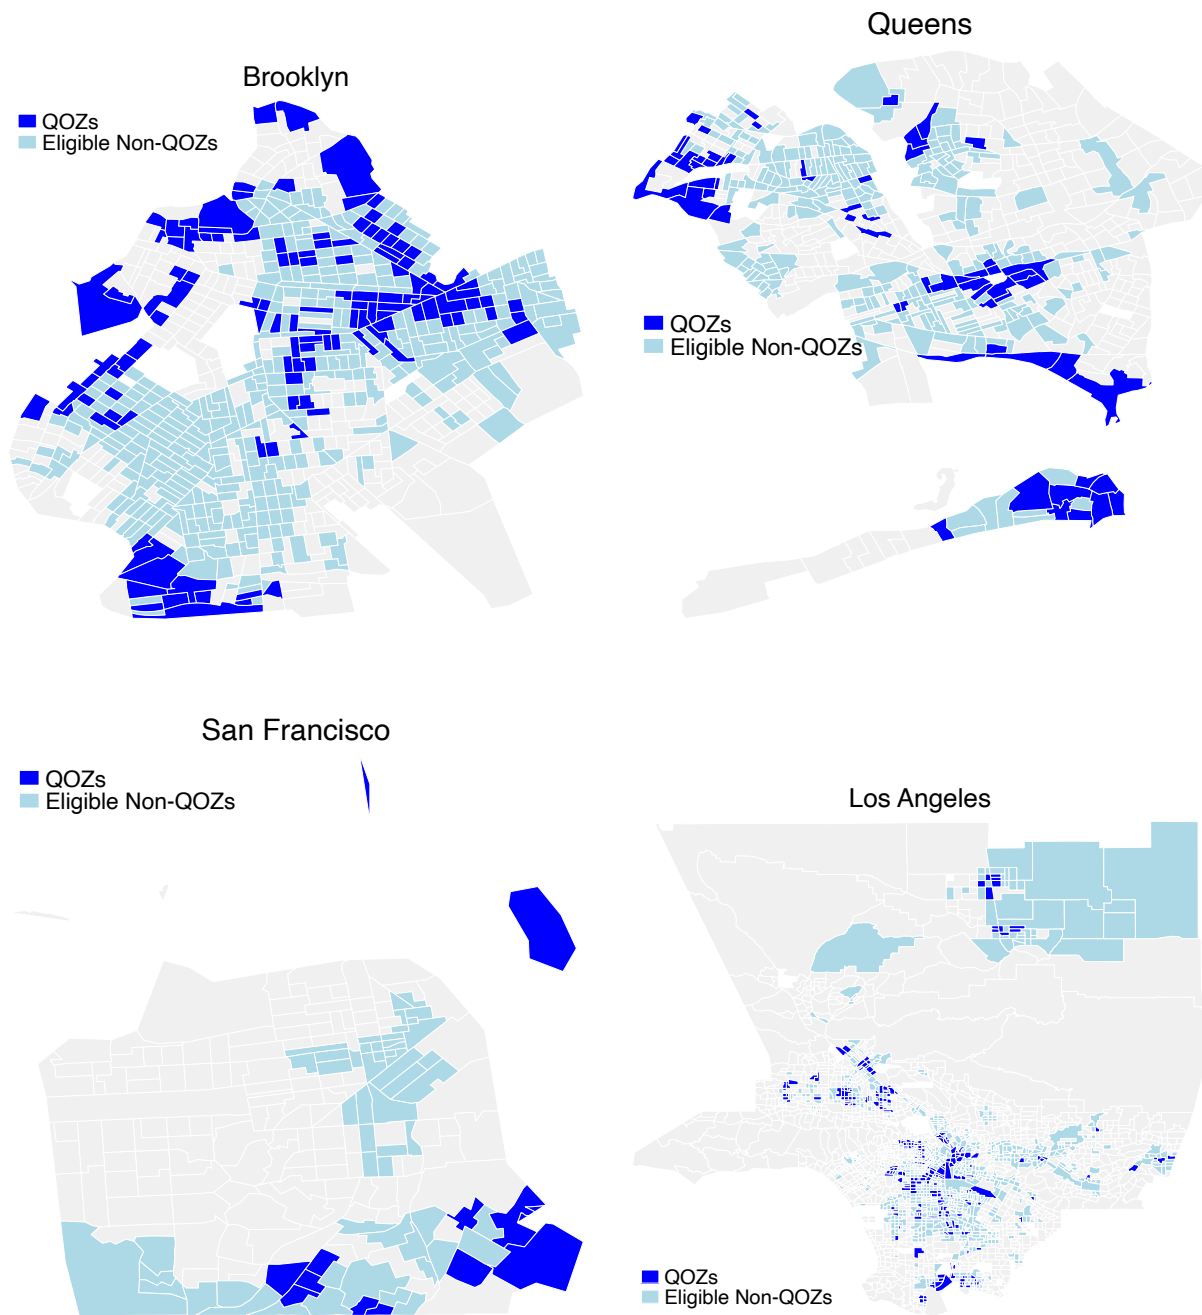 Brooklyn
QOZs
Eligible Non-QOZs
Queens
QOZs
Eligible Non-QOZs
San Francisco
QOZs
Eligible Non-QOZs
Los Angeles
QOZs
Eligible Non-QOZs